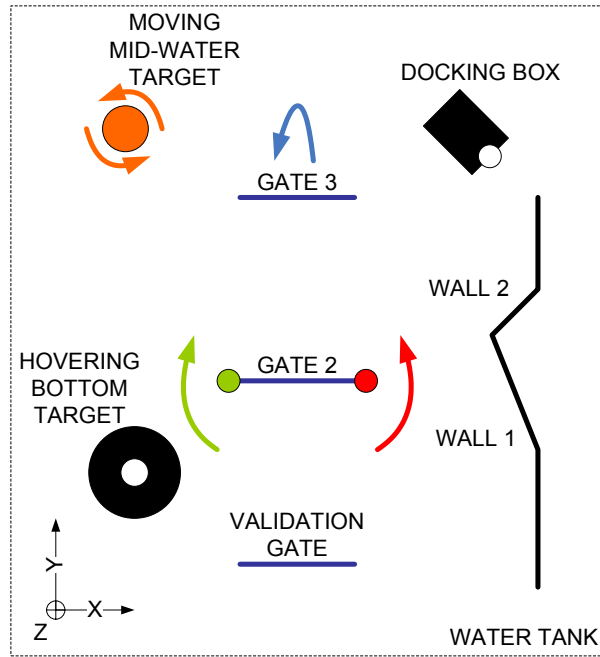 MOVING
MID-WATER
TARGET
DOCKING BOX
GATE 3
WALL 2
HOVERING
BOTTOM
TARGET
GATE 2
WALL 1
VALIDATION
GATE
Y
X
Z
WATER TANK